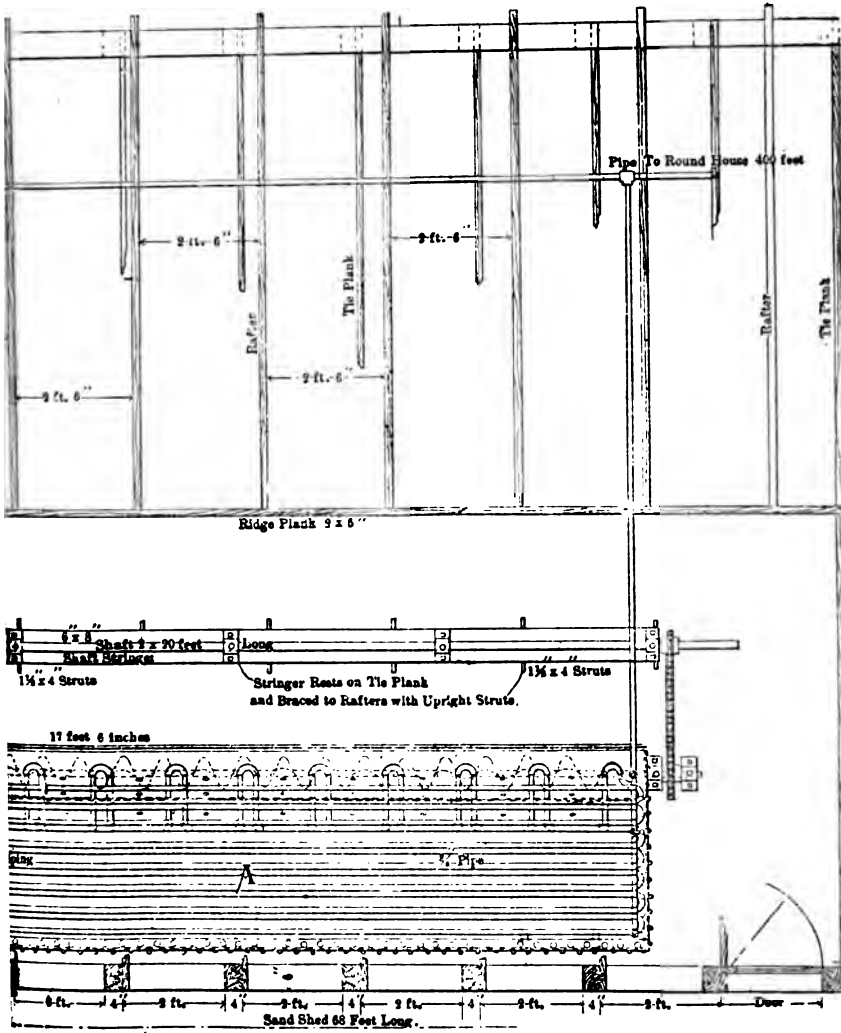 Pipe To Round House 400 feet
2 ft. 6"
2 ft. 6"
Tie Plank
Rafter
Rafter
Tie Plank
2 ft. 6"
2 ft. 6"
Ridge Plank 2 x 6"
6" x 8"
Shaft 2 x 20 feet Long
Shaft Stringer
1½" x 4" Struts
Stringer Rests on Tie Plank
and Braced to Rafters with Upright Struts.
1½" x 4" Struts
17 feet 6 inches
ping
A
Pipe
2 ft. 4" 2 ft. 4" 2 ft. 4" 2 ft. 4" 2 ft. 4" 2 ft. Door
Sand Shed 68 Feet Long.